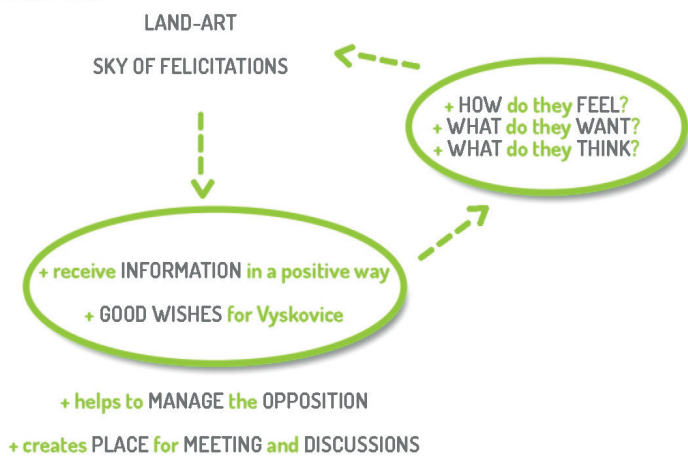 LAND-ART
SKY OF FELICITATIONS
+ HOW do they FEEL?
+ WHAT do they WANT?
+ WHAT do they THINK?
+ receive INFORMATION in a positive way
+ GOOD WISHES for Vyskovice
+ helps to MANAGE the OPPOSITION
+ creates PLACE for MEETING and DISCUSSIONS